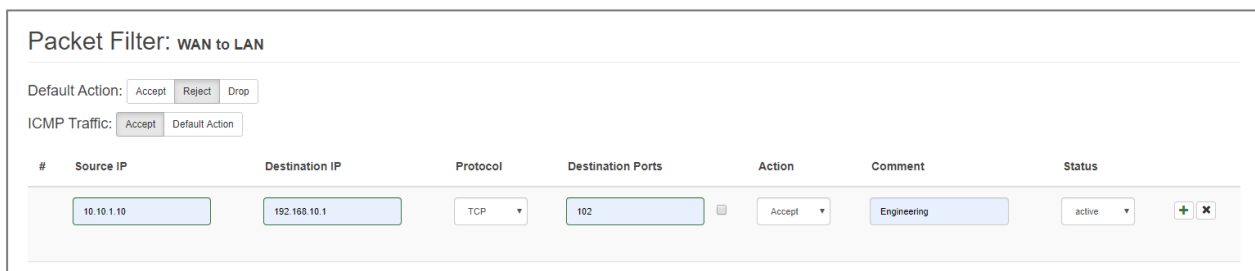 Packet Filter: WAN to LAN
Default Action: Accept Reject Drop
ICMP Traffic: Accept Default Action
# Source IP Destination IP Protocol Destination Ports Action Comment Status
10.10.1.10 192.168.10.1 TCP 102 Accept Engineering active